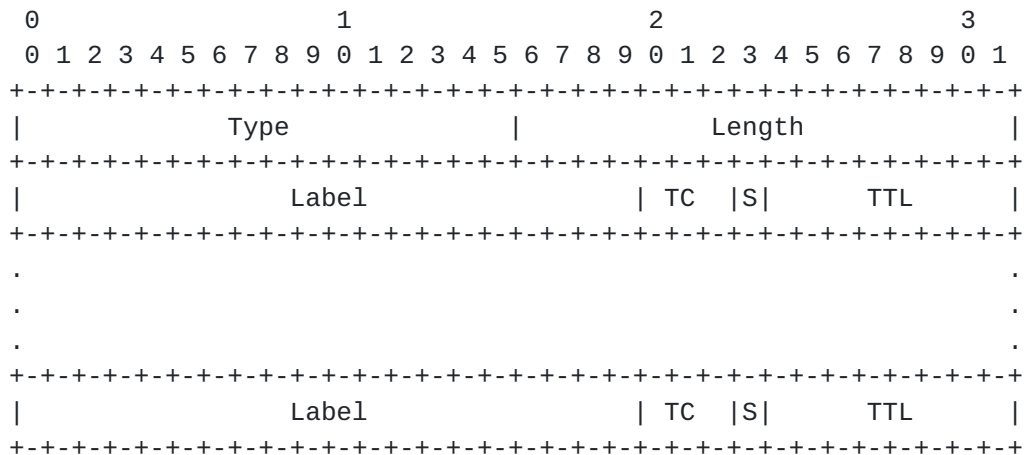 0                   1                   2                   3
 0 1 2 3 4 5 6 7 8 9 0 1 2 3 4 5 6 7 8 9 0 1 2 3 4 5 6 7 8 9 0 1
+-+-+-+-+-+-+-+-+-+-+-+-+-+-+-+-+-+-+-+-+-+-+-+-+-+-+-+-+-+-+-+-+
|             Type              |            Length             |
+-+-+-+-+-+-+-+-+-+-+-+-+-+-+-+-+-+-+-+-+-+-+-+-+-+-+-+-+-+-+-+-+
|                 Label                 | TC  |S|      TTL      |
+-+-+-+-+-+-+-+-+-+-+-+-+-+-+-+-+-+-+-+-+-+-+-+-+-+-+-+-+-+-+-+-+
.                                                               .
.                                                               .
.                                                               .
+-+-+-+-+-+-+-+-+-+-+-+-+-+-+-+-+-+-+-+-+-+-+-+-+-+-+-+-+-+-+-+-+
|                 Label                 | TC  |S|      TTL      |
+-+-+-+-+-+-+-+-+-+-+-+-+-+-+-+-+-+-+-+-+-+-+-+-+-+-+-+-+-+-+-+-+